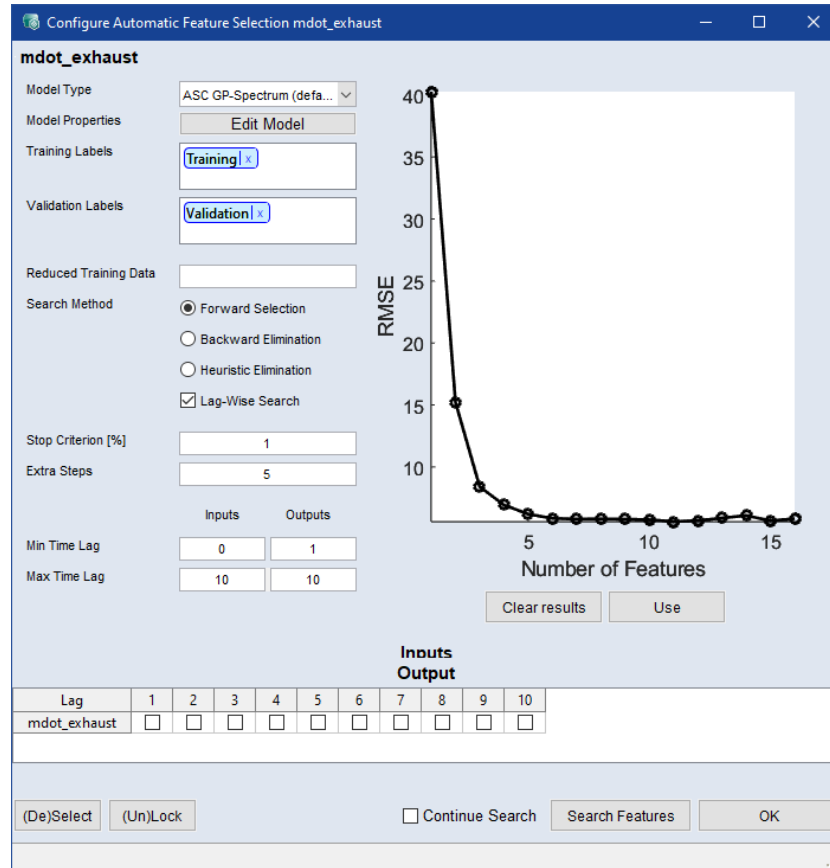 Configure Automatic Feature Selection mdot_exhaust
mdot_exhaust
Model Type
ASC GP-Spectrum (defa...
Model Properties
Edit Model
Training Labels
Training x
Validation Labels
Validation x
Reduced Training Data
Search Method
Forward Selection
Backward Elimination
Heuristic Elimination
Lag-Wise Search
Stop Criterion [%]
1
Extra Steps
5
Inputs Outputs
Min Time Lag 0 1
Max Time Lag 10 10
40
35
30
25
20
15
10
RMSE
5 10 15
Number of Features
Clear results Use
Inputs
Output
Lag 1 2 3 4 5 6 7 8 9 10
mdot_exhaust
(De)Select (Un)Lock Continue Search Search Features OK